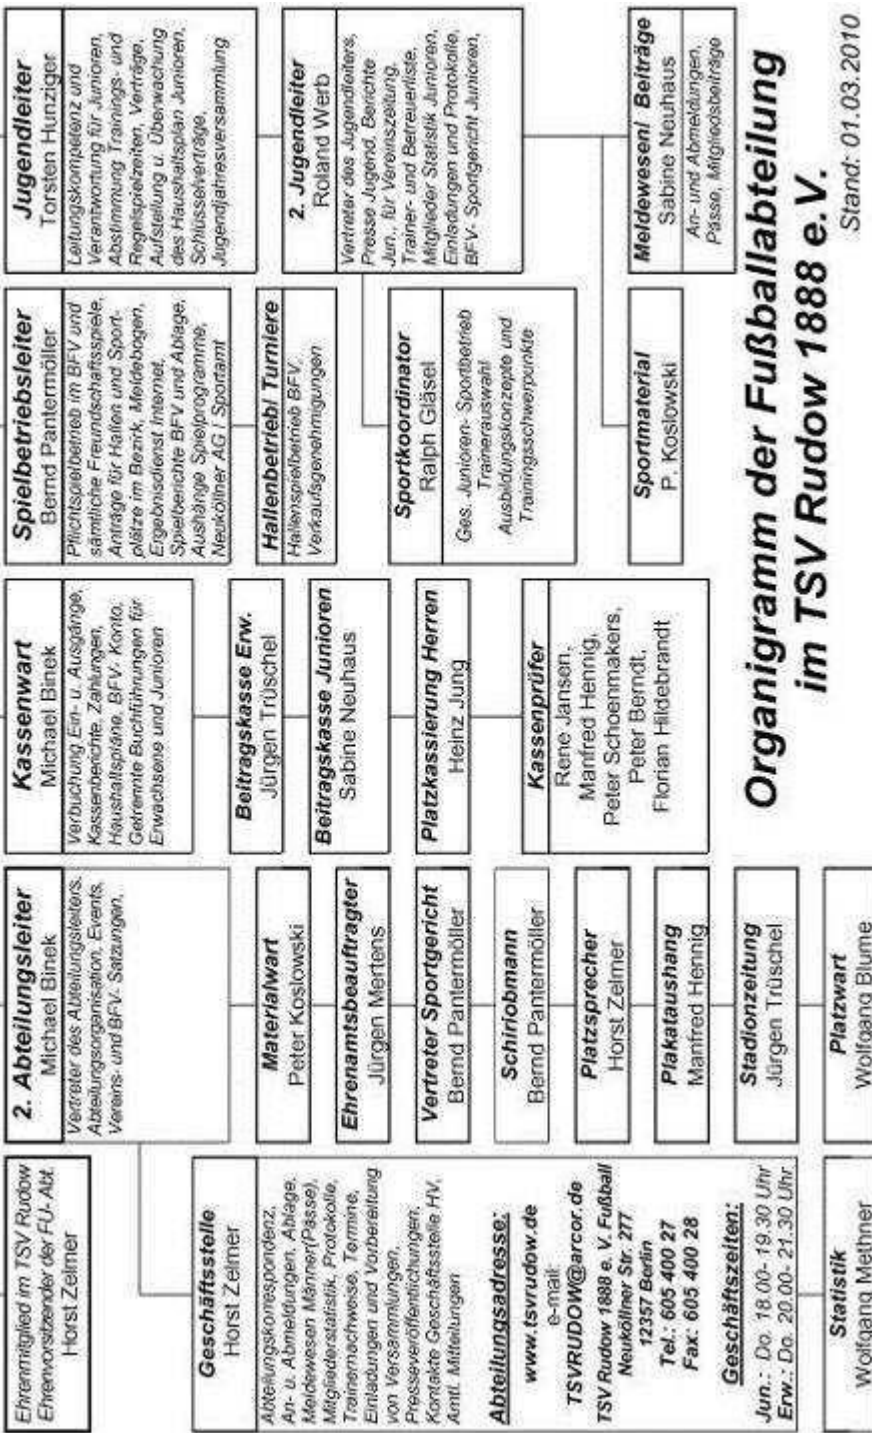 Ehrenmitglied im TSV Rudow
Ehrenvorsitzender der FU- Abt.
Horst Zelmer
Geschäftsstelle
Horst Zelmer
Abteilungskorrespondenz,
An- u. Abmeldungen, Ablage,
Meldewesen Männer(Pässe),
Mitgliederstatistik, Protokolle,
Trainernachweise, Termine,
Einladungen und Vorbereitung
von Versammlungen,
Presseveröffentlichungen,
Kontakte Geschäftsstelle HV,
Amtl. Mitteilungen
Abteilungsadresse:
www.tsvrudow.de
e-mail:
TSVRUDOW@arcor.de
TSV Rudow 1888 e. V. Fußball
Neuköllner Str. 277
12357 Berlin
Tel.: 605 400 27
Fax: 605 400 28
Geschäftszeiten:
Jun.: Do. 18.00- 19.30 Uhr
Erw.: Do. 20.00- 21.30 Uhr
Statistik
Wolfgang Methner
2. Abteilungsleiter
Michael Binek
Vertreter des Abteilungsleiters.
Abteilungsorganisation, Events,
Vereins- und BFV- Satzungen,
Materialwart
Peter Koslowski
Ehrenamtsbeauftragter
Jürgen Mertens
Vertreter Sportgericht
Bernd Pantermöller
Schiriobmann
Bernd Pantermöller
Platzsprecher
Horst Zelmer
Plakataushang
Manfred Hennig
Stadionzeitung
Jürgen Trüschel
Platzwart
Wolfgang Blume
Kassenwart
Michael Binek
Verbuchung Ein- u. Ausgänge,
Kassenberichte, Zahlungen,
Haushaltspläne, BFV- Konto,
Getrennte Buchführungen für
Erwachsene und Junioren
Beitragskasse Erw.
Jürgen Trüschel
Beitragskasse Junioren
Sabine Neuhaus
Platzkassierung Herren
Heinz Jung
Kassenprüfer
Rene Jansen,
Manfred Hennig,
Peter Schoenmakers,
Peter Berndt,
Florian Hildebrandt
Spielbetriebsleiter
Bernd Pantermöller
Pflichtspielbetrieb im BFV und
sämtliche Freundschaftsspiele,
Anträge für Hallen und Sport-
plätze im Bezirk, Meldebogen,
Ergebnisdienst Internet,
Spielberichte BFV und Ablage,
Aushänge Spielprogramme,
Neuköllner AG / Sportamt
Hallenbetrieb/ Turniere
Hallenspielbetrieb BFV,
Verkaufsgenehmigungen
Sportkoordinator
Ralph Gläsel
Ges. Junioren- Sportbetrieb
Trainerauswahl
Ausbildungskonzepte und
Trainingsschwerpunkte
Sportmaterial
P. Koslowski
Jugendleiter
Torsten Hunziger
Leitungskompetenz und
Verantwortung für Junioren,
Abstimmung Trainings- und
Regelspielzeiten, Verträge,
Aufstellung u. Überwachung
des Haushaltsplan Junioren,
Schlüsselverträge,
Jugendjahresversammlung
2. Jugendleiter
Roland Werb
Vertreter des Jugendleiters,
Presse Jugend, Berichte
Jun., für Vereinszeitung,
Trainer- und Betreuerliste,
Mitglieder Statistik Junioren,
Einladungen und Protokolle,
BFV- Sportgericht Junioren,
Meldewesen/ Beiträge
Sabine Neuhaus
An- und Abmeldungen,
Pässe, Mitgliedsbeiträge
Organigramm der Fußballabteilung
im TSV Rudow 1888 e.V.
Stand: 01.03.2010